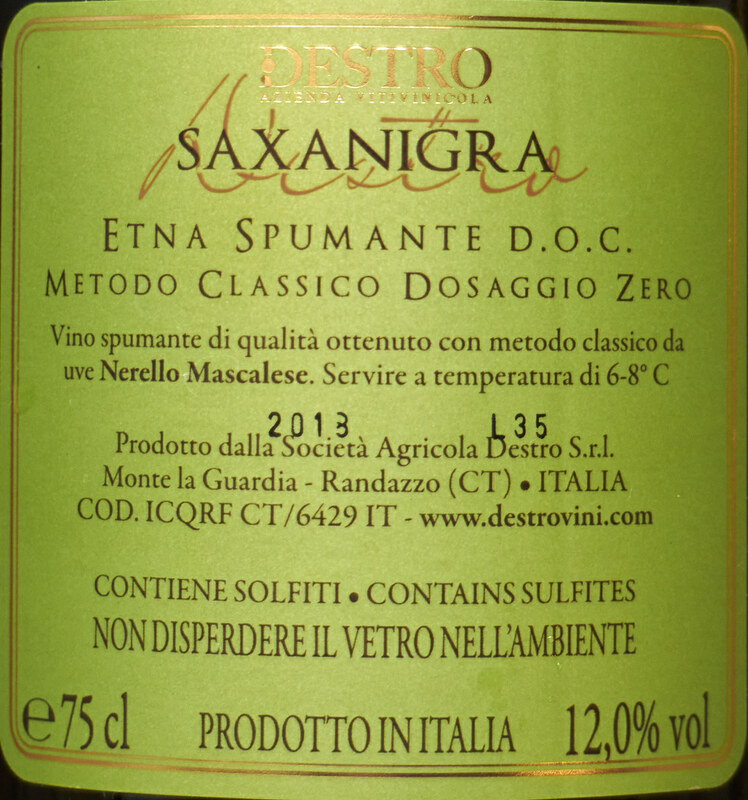 DESTRO
AZIENDA VITIVINICOLA
SAXANIGRA
ETNA SPUMANTE D.O.C.
METODO CLASSICO DOSAGGIO ZERO
Vino spumante di qualità ottenuto con metodo classico da
uve Nerello Mascalese. Servire a temperatura di 6-8° C
2013 L35
Prodotto dalla Società Agricola Destro S.r.l.
Monte la Guardia - Randazzo (CT) • ITALIA
COD. ICQRF CT/6429 IT - www.destrovini.com
CONTIENE SOLFITI • CONTAINS SULFITES
NON DISPERDERE IL VETRO NELL'AMBIENTE
℮75 cl PRODOTTO IN ITALIA 12,0% vol